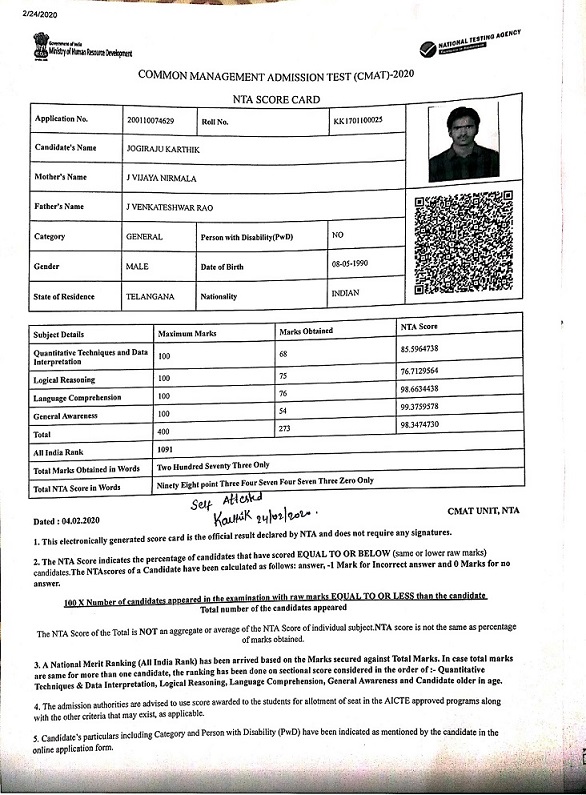 2/24/2020
Government of India
Ministry of Human Resource Development
NATIONAL TESTING AGENCY
COMMON MANAGEMENT ADMISSION TEST (CMAT)-2020
NTA SCORE CARD
Application No. 200110074629 Roll No. KK1701100025
Candidate's Name JOGIRAJU KARTHIK
Mother's Name J VIJAYA NIRMALA
Father's Name J VENKATESHWAR RAO
Category GENERAL Person with Disability(PwD) NO
Gender MALE Date of Birth 08-05-1990
State of Residence TELANGANA Nationality INDIAN
Subject Details Maximum Marks Marks Obtained NTA Score
Quantitative Techniques and Data Interpretation 100 68 85.5964738
Logical Reasoning 100 75 76.7129564
Language Comprehension 100 76 98.6634438
General Awareness 100 54 99.3759578
Total 400 273 98.3474730
All India Rank 1091
Total Marks Obtained in Words Two Hundred Seventy Three Only
Total NTA Score in Words Ninety Eight point Three Four Seven Four Seven Three Zero Only
Self Attested
Karthik 24/02/2020.
Dated : 04.02.2020 CMAT UNIT, NTA
1. This electronically generated score card is the official result declared by NTA and does not require any signatures.
2. The NTA Score indicates the percentage of candidates that have scored EQUAL TO OR BELOW (same or lower raw marks)
candidates.The NTAscores of a Candidate have been calculated as follows: answer, -1 Mark for Incorrect answer and 0 Marks for no
answer.
100 X Number of candidates appeared in the examination with raw marks EQUAL TO OR LESS than the candidate
Total number of the candidates appeared
The NTA Score of the Total is NOT an aggregate or average of the NTA Score of individual subject.NTA score is not the same as percentage
of marks obtained.
3. A National Merit Ranking (All India Rank) has been arrived based on the Marks secured against Total Marks. In case total marks
are same for more than one candidate, the ranking has been done on sectional score considered in the order of :- Quantitative
Techniques & Data Interpretation, Logical Reasoning, Language Comprehension, General Awareness and Candidate older in age.
4. The admission authorities are advised to use score awarded to the students for allotment of seat in the AICTE approved programs along
with the other criteria that may exist, as applicable.
5. Candidate's particulars including Category and Person with Disability (PwD) have been indicated as mentioned by the candidate in the
online application form.